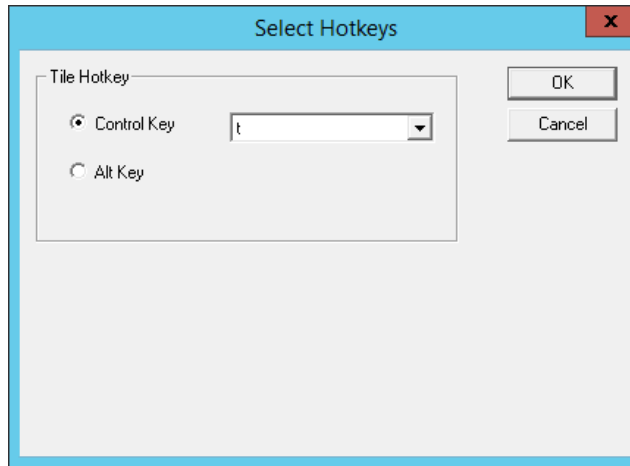 Select Hotkeys
x
Tile Hotkey
OK
Control Key
t
Cancel
Alt Key